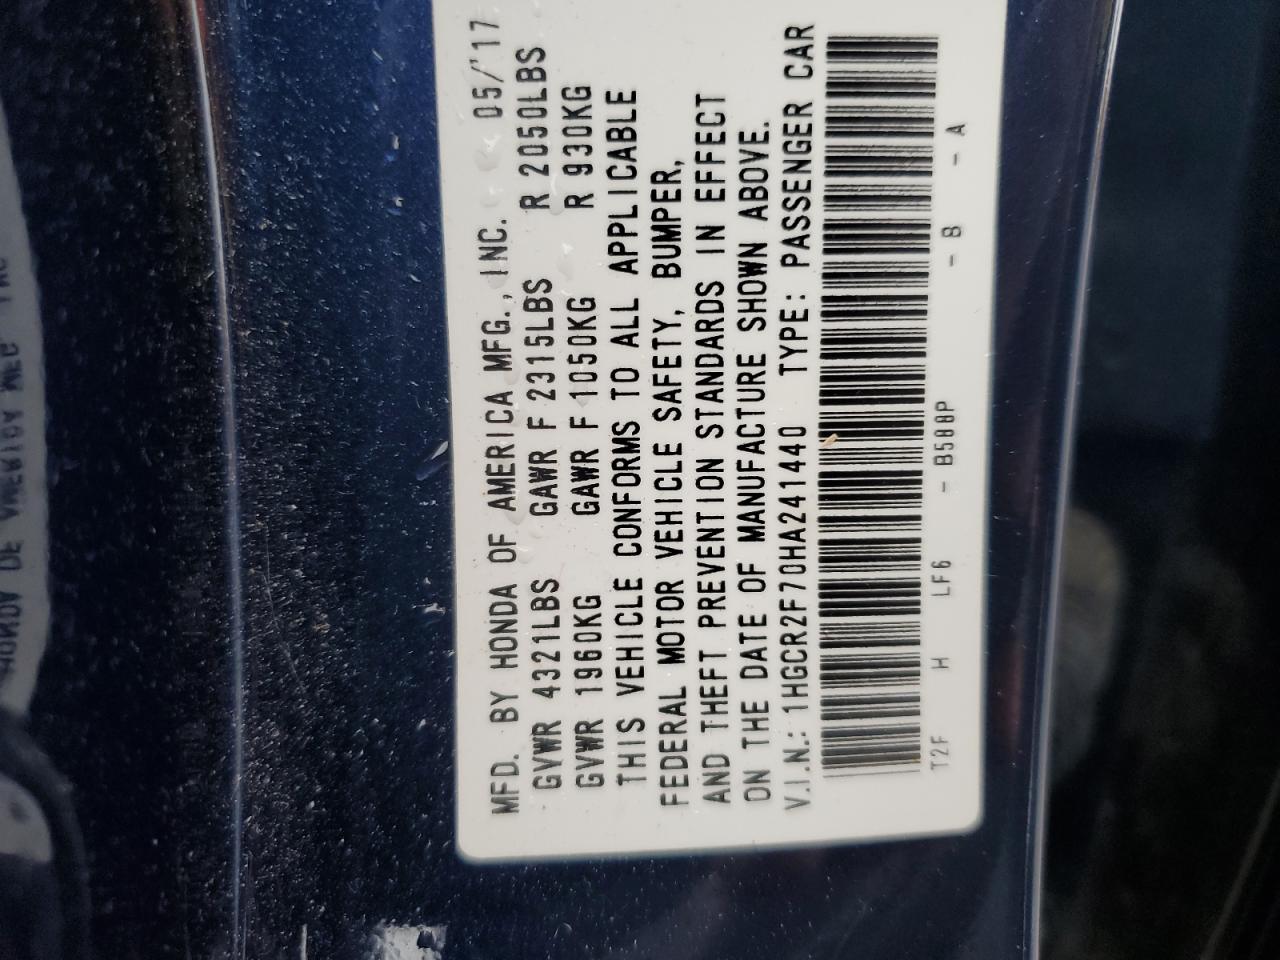 MFD. BY HONDA OF AMERICA MFG., INC. 05/'17
GVWR 4321LBS GAWR F 2315LBS R 2050LBS
GVWR 1960KG GAWR F 1050KG R 930KG
THIS VEHICLE CONFORMS TO ALL APPLICABLE
FEDERAL MOTOR VEHICLE SAFETY, BUMPER,
AND THEFT PREVENTION STANDARDS IN EFFECT
ON THE DATE OF MANUFACTURE SHOWN ABOVE.
V.I.N.: 1HGCR2F70HA241440 TYPE: PASSENGER CAR
T2F H LF6 - B588P - B - A